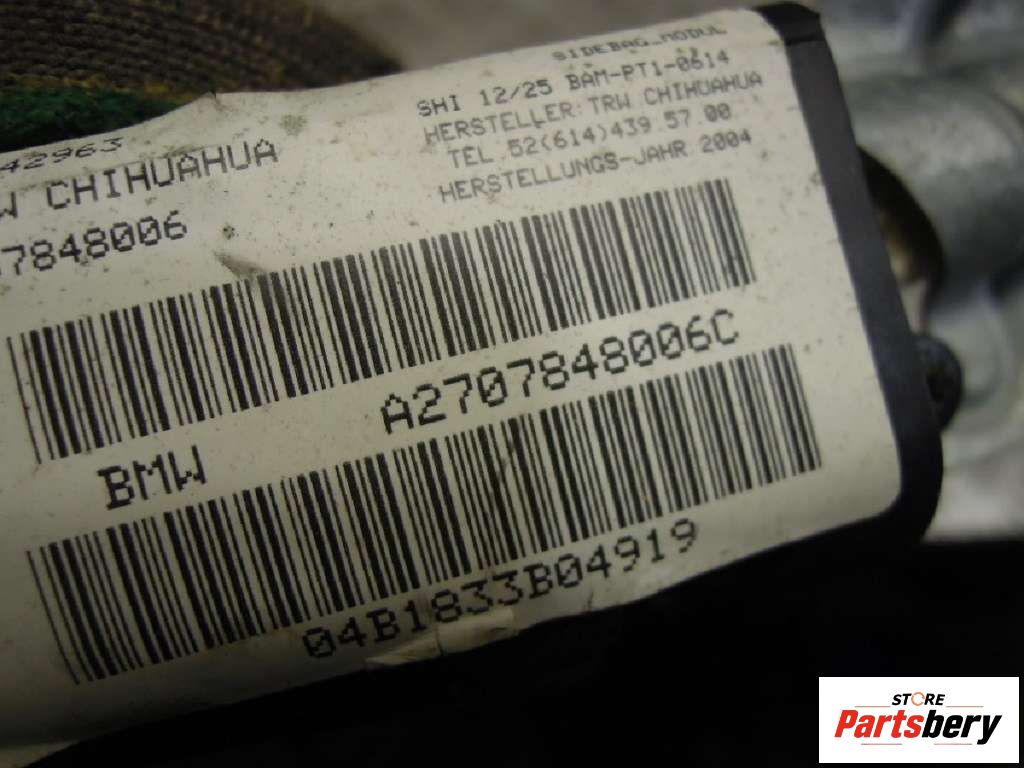 SIDEBAG_MODUL
SHI 12/25 BAM-PT1-0614
HERSTELLER: TRW CHIHUAHUA
TEL 52(614)439.57.00
HERSTELLUNGS-JAHR 2004
42963
W CHIHUAHUA
7848006
A2707848006C
BMW
04B1833B04919
STORE
Partsbery